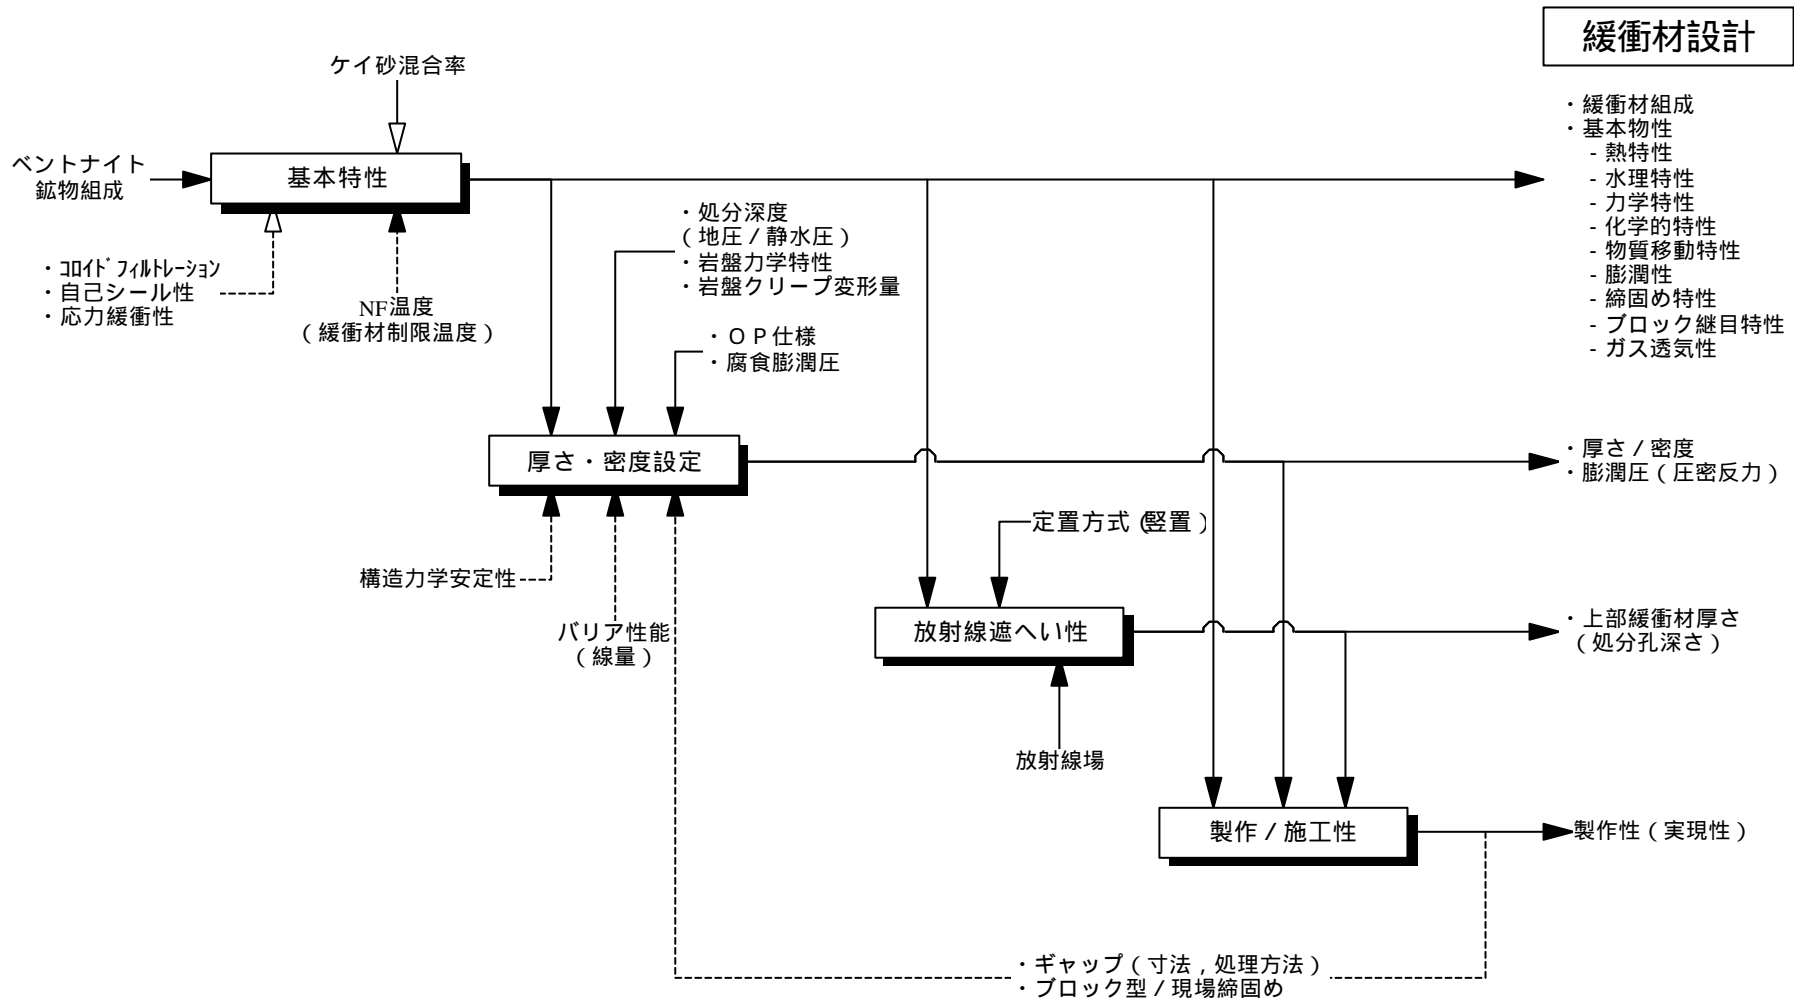 緩衝材設計
ケイ砂混合率
ベントナイト
鉱物組成
基本特性
・コロイドフィルトレーション
・自己シール性
・応力緩衝性
NF温度
(緩衝材制限温度)
・処分深度
(地圧/静水圧)
・岩盤力学特性
・岩盤クリープ変形量
・OP仕様
・腐食膨潤圧
・緩衝材組成
・基本物性
- 熱特性
- 水理特性
- 力学特性
- 化学的特性
- 物質移動特性
- 膨潤性
- 締固め特性
- ブロック継目特性
- ガス透気性
厚さ・密度設定
・厚さ/密度
・膨潤圧(圧密反力)
構造力学安定性
バリア性能
(線量)
定置方式(竪置)
放射線遮へい性
・上部緩衝材厚さ
(処分孔深さ)
放射線場
製作/施工性
製作性(実現性)
・ギャップ(寸法,処理方法)
・ブロック型/現場締固め